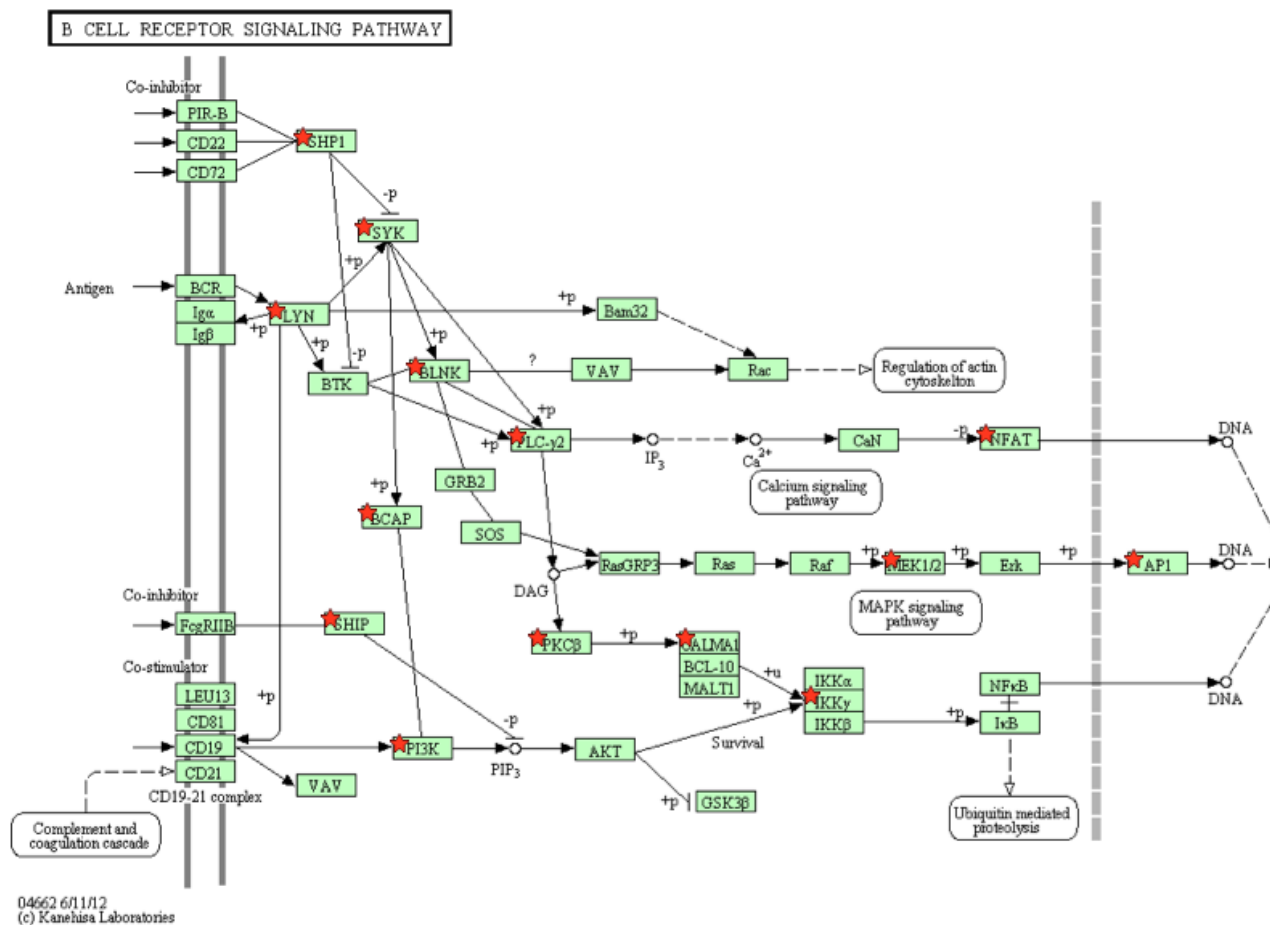 B CELL RECEPTOR SIGNALING PATHWAY
Co-inhibitor
PIR-B
CD22
CD72
SHP1
-p
SYK
+p
Antigen
BCR
Igα
Igβ
LYN
+p
+p
-p
+p
Bam32
+p
BTK
BLNK
?
VAV
Rac
Regulation of actin
cytoskelton
+p
+p
PLC-γ2
IP3
Ca2+
CaN
-p
NFAT
DNA
Calcium signaling
pathway
GRB2
+p
BCAP
SOS
DAG
RasGRP3
Ras
Raf
+p
MEK1/2
+p
Erk
+p
AP1
DNA
MAPK signaling
pathway
Co-inhibitor
FcgRIIB
SHIP
PKCβ
+p
CALMA1
BCL-10
MALT1
+u
IKKα
IKKγ
IKKβ
+p
+p
NFκB
IκB
DNA
Co-stimulator
LEU13
CD81
CD19
CD21
CD19-21 complex
+p
VAV
PI3K
-p
PIP3
AKT
Survival
+p
GSK3β
Ubiquitin mediated
proteolysis
Complement and
coagulation cascade
04662 6/11/12
(c) Kanehisa Laboratories